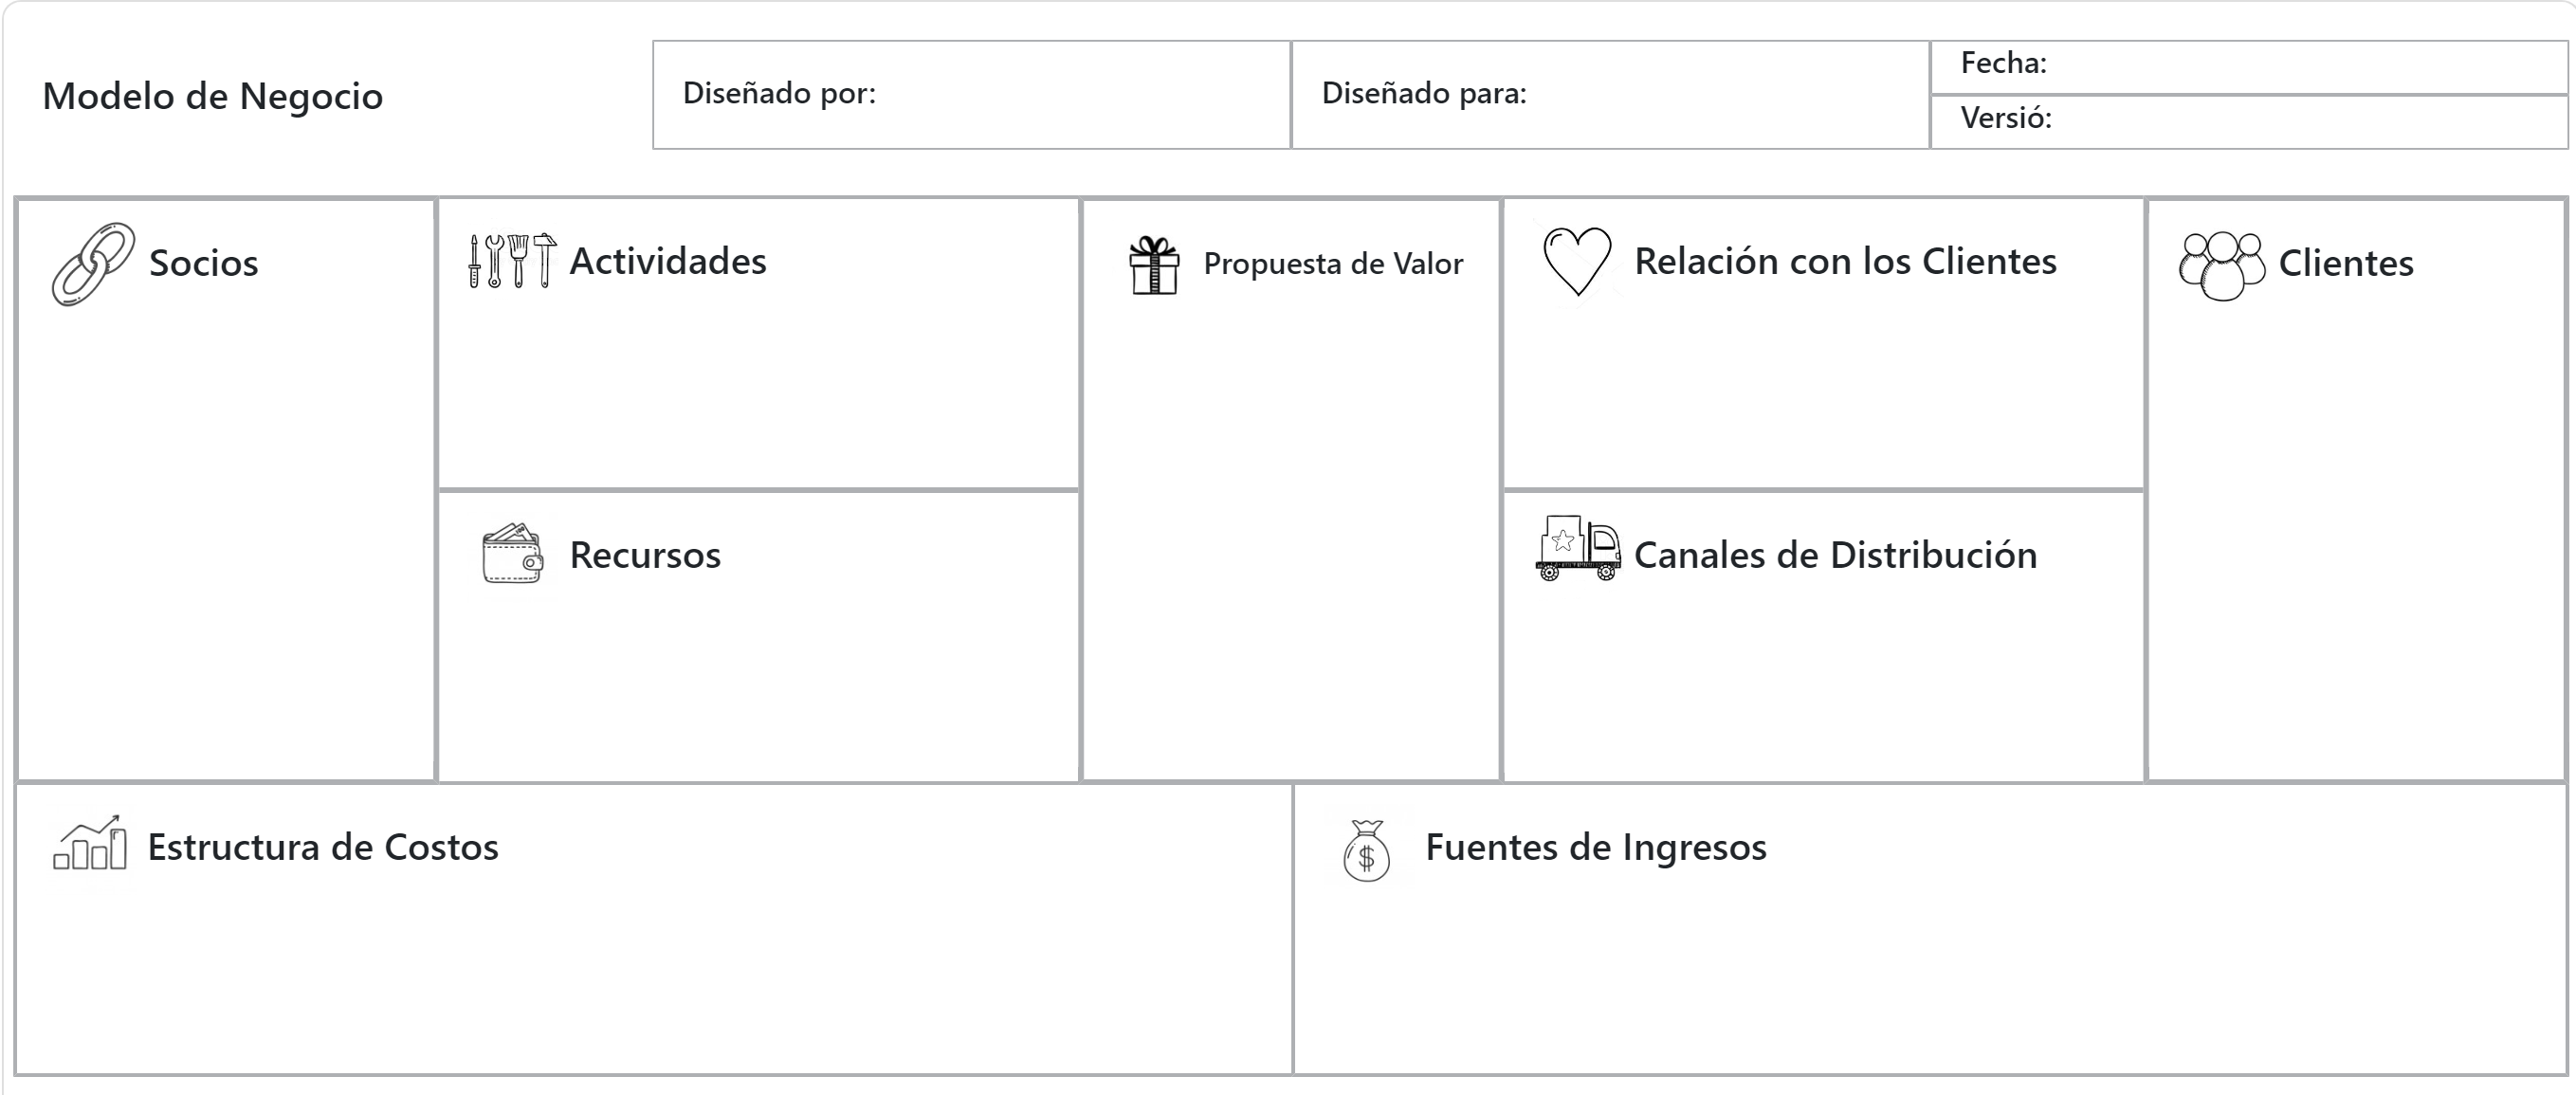 Modelo de Negocio
Diseñado por:
Diseñado para:
Fecha:
Versió:
Socios
Actividades
Propuesta de Valor
Relación con los Clientes
Clientes
Recursos
Canales de Distribución
Estructura de Costos
$
Fuentes de Ingresos